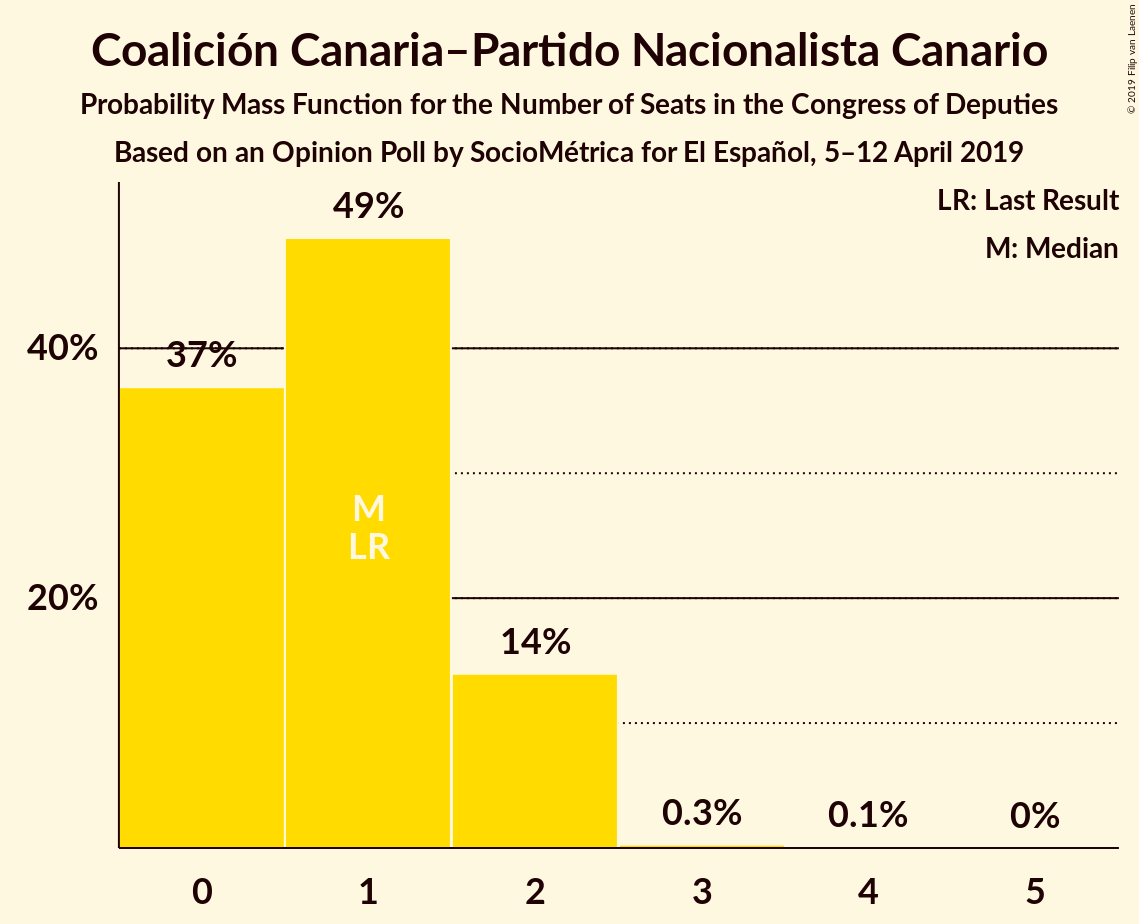 Coalición Canaria–Partido Nacionalista Canario
Probability Mass Function for the Number of Seats in the Congress of Deputies
Based on an Opinion Poll by SocioMétrica for El Español, 5–12 April 2019
© 2019 Filip van Laenen
LR: Last Result
M: Median
49%
40%
37%
M
LR
20%
14%
0.3%
0.1%
0%
0 1 2 3 4 5